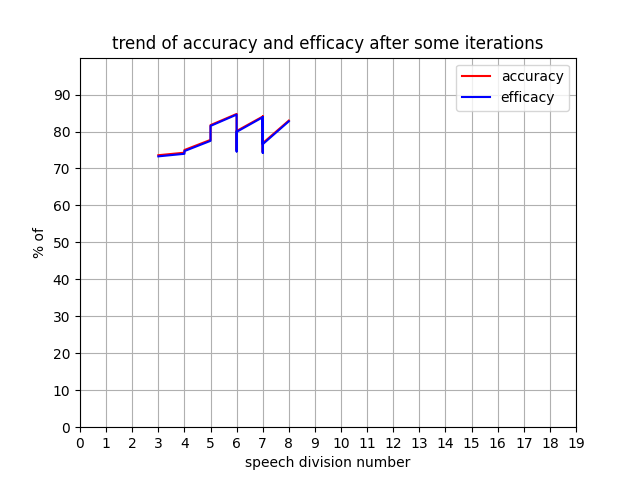 trend of accuracy and efficacy after some iterations
accuracy
efficacy
90
80
70
60
50
40
30
20
10
0
% of
0 1 2 3 4 5 6 7 8 9 10 11 12 13 14 15 16 17 18 19
speech division number